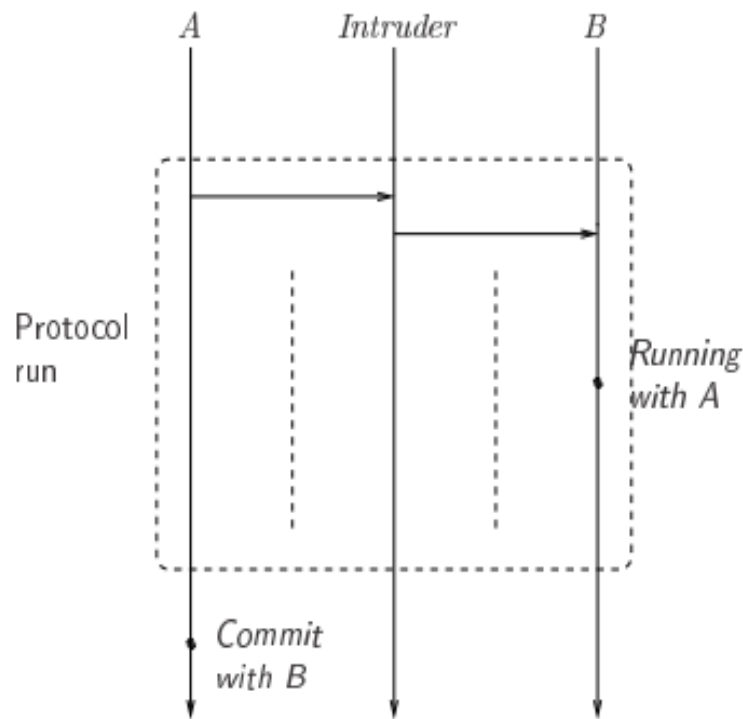 A Intruder B
Protocol
run
Running
with A
Commit
with B